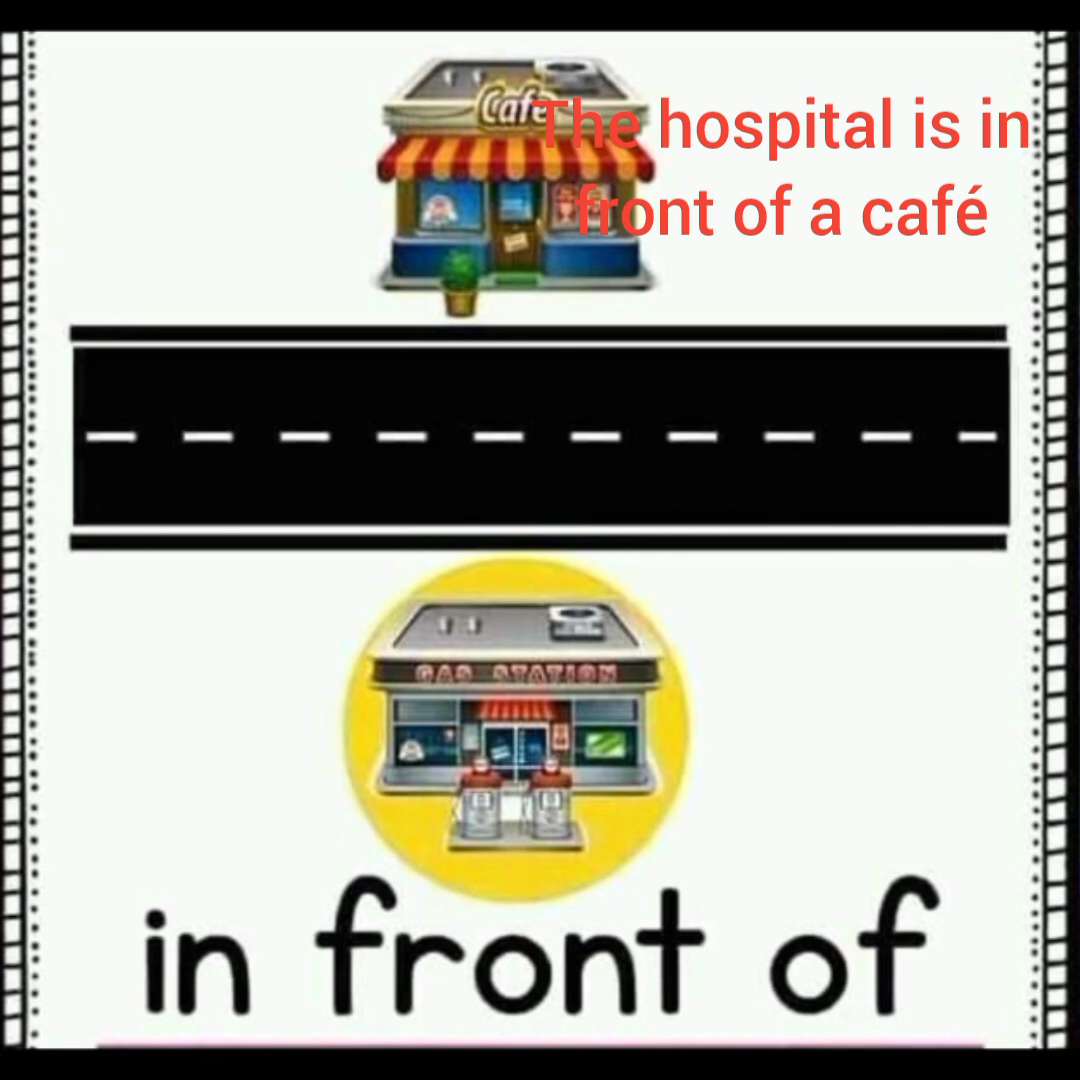 Cafe
The hospital is in
front of a café
GAS STATION
in front of